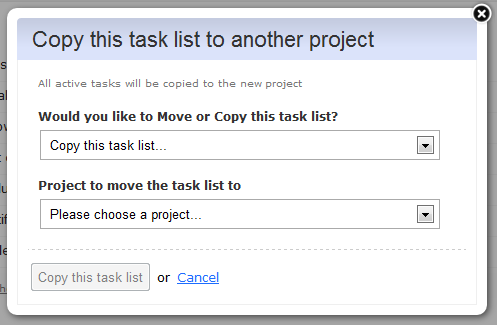 Copy this task list to another project
All active tasks will be copied to the new project
Would you like to Move or Copy this task list?
Copy this task list...
Project to move the task list to
Please choose a project...
Copy this task list or Cancel